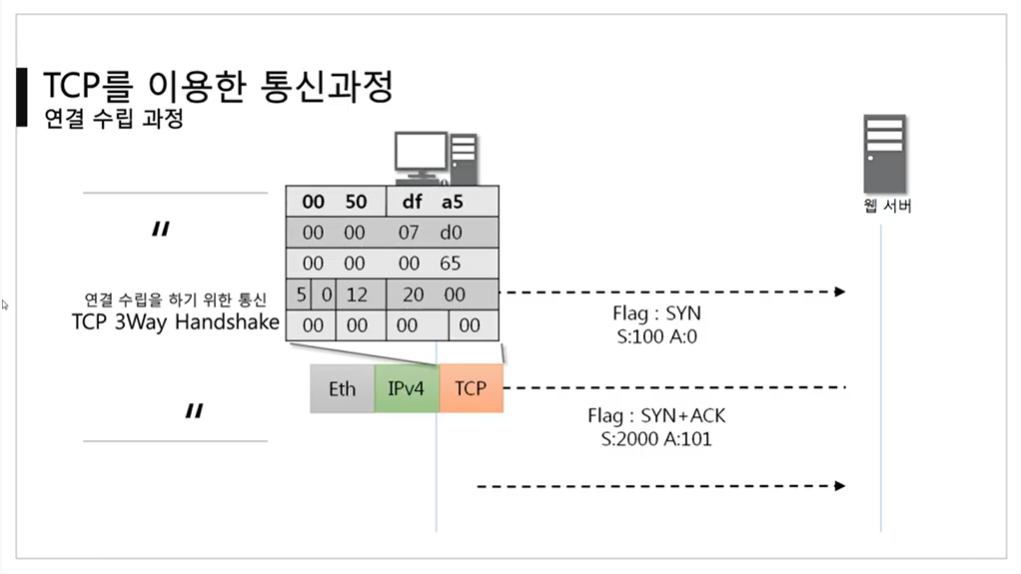 TCP를 이용한 통신과정
연결 수립 과정
"
연결 수립을 하기 위한 통신
TCP 3Way Handshake
"
00 50 df a5
00 00 07 d0
00 00 00 65
5 0 12 20 00
00 00 00 00
Eth IPv4 TCP
웹 서버
Flag : SYN
S:100 A:0
Flag : SYN+ACK
S:2000 A:101